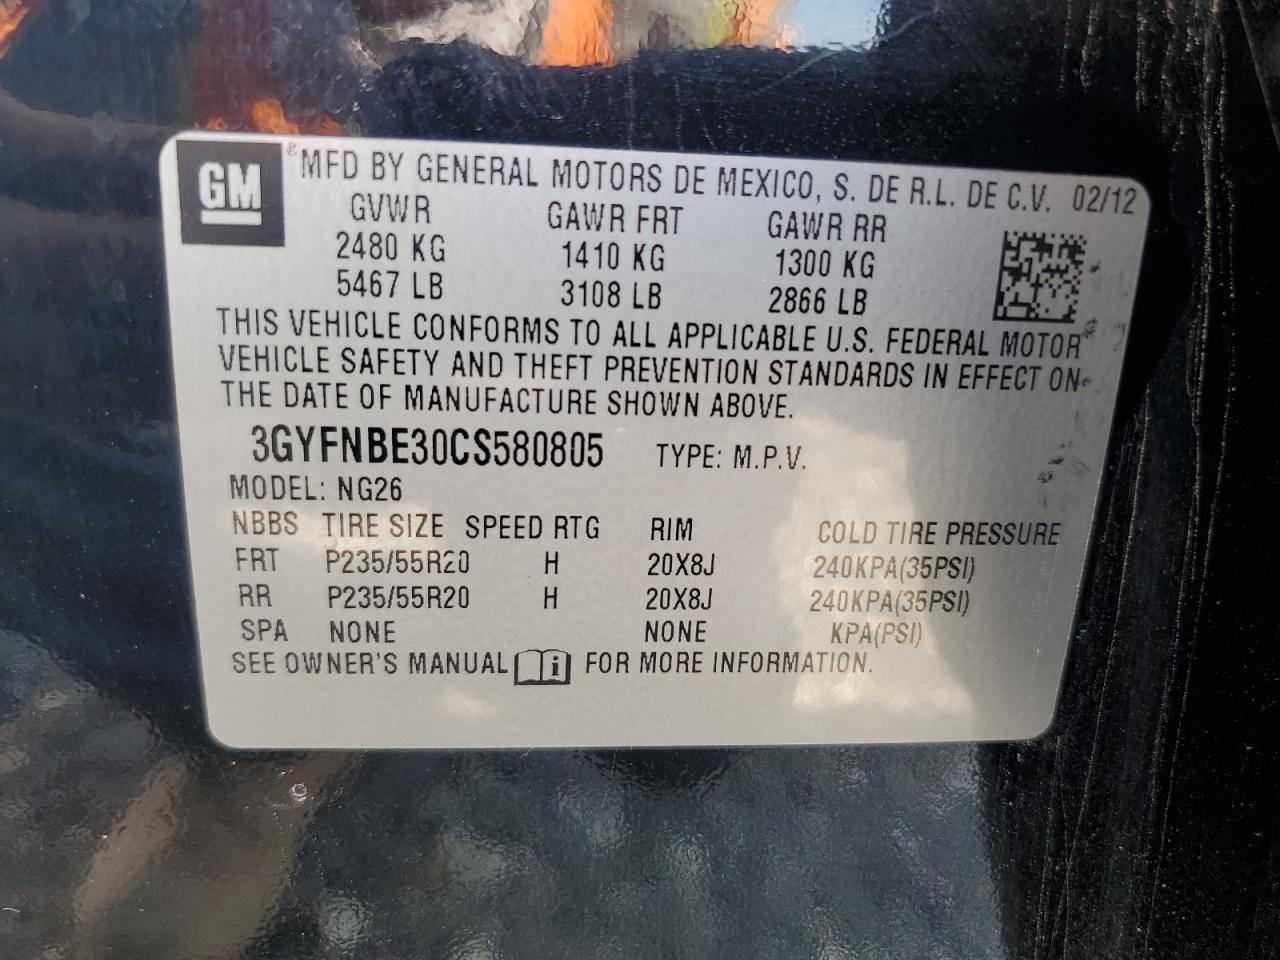 GM ® MFD BY GENERAL MOTORS DE MEXICO, S. DE R.L. DE C.V. 02/12
GVWR GAWR FRT GAWR RR
2480 KG 1410 KG 1300 KG
5467 LB 3108 LB 2866 LB
THIS VEHICLE CONFORMS TO ALL APPLICABLE U.S. FEDERAL MOTOR
VEHICLE SAFETY AND THEFT PREVENTION STANDARDS IN EFFECT ON
THE DATE OF MANUFACTURE SHOWN ABOVE.
3GYFNBE30CS580805 TYPE: M.P.V.
MODEL: NG26
NBBS TIRE SIZE SPEED RTG RIM COLD TIRE PRESSURE
FRT P235/55R20 H 20X8J 240KPA(35PSI)
RR P235/55R20 H 20X8J 240KPA(35PSI)
SPA NONE NONE KPA(PSI)
SEE OWNER'S MANUAL i FOR MORE INFORMATION.